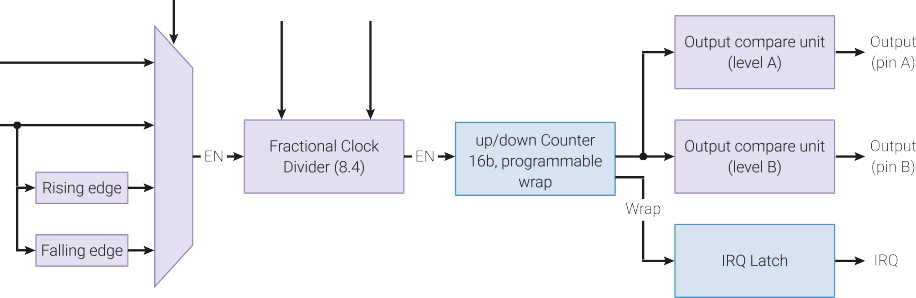 Rising edge
Falling edge
EN
Fractional Clock
Divider (8.4)
EN
up/down Counter
16b, programmable
wrap
Wrap
Output compare unit
(level A)
Output
(pin A)
Output compare unit
(level B)
Output
(pin B)
IRQ Latch
IRQ